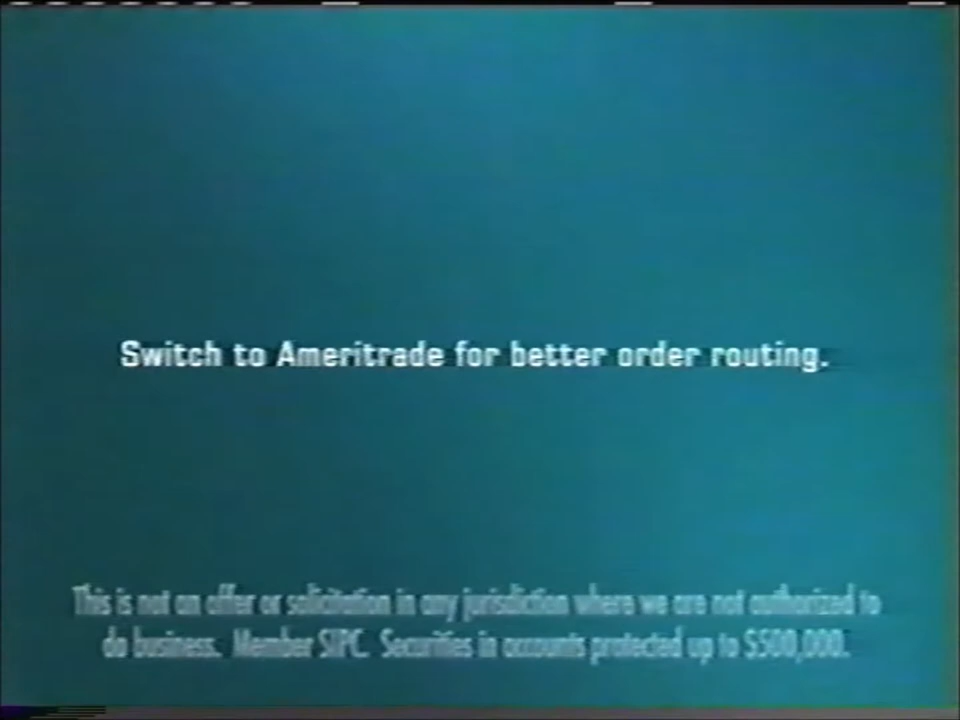 Switch to Ameritrade for better order routing.
This is not an offer or solicitation in any jurisdiction where we are not authorized to
do business. Member SIPC. Securities in accounts protected up to $500,000.